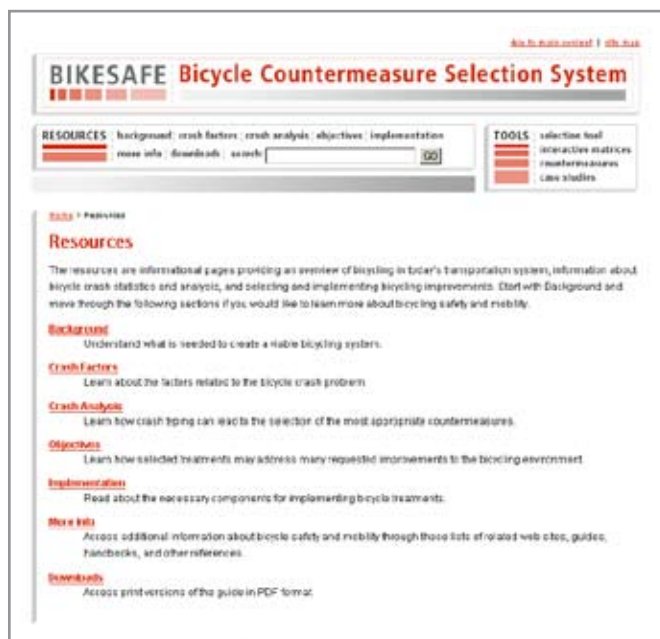 skip to main content | site map
BIKESAFE Bicycle Countermeasure Selection System
RESOURCES background crash factors crash analysis objectives implementation
more info downloads search: GO
TOOLS selection tool
interactive matrices
countermeasures
case studies
Home > Resources
Resources
The resources are informational pages providing an overview of bicycling in today's transportation system, information about
bicycle crash statistics and analysis, and selecting and implementing bicycling improvements. Start with Background and
move through the following sections if you would like to learn more about bicycling safety and mobility.
Background
Understand what is needed to create a viable bicycling system.
Crash Factors
Learn about the factors related to the bicycle crash problem.
Crash Analysis
Learn how crash typing can lead to the selection of the most appropriate countermeasures.
Objectives
Learn how selected treatments may address many requested improvements to the bicycling environment.
Implementation
Read about the necessary components for implementing bicycle treatments.
More Info
Access additional information about bicycle safety and mobility through these lists of related web sites, guides,
handbooks, and other references.
Downloads
Access print versions of the guide in PDF format.